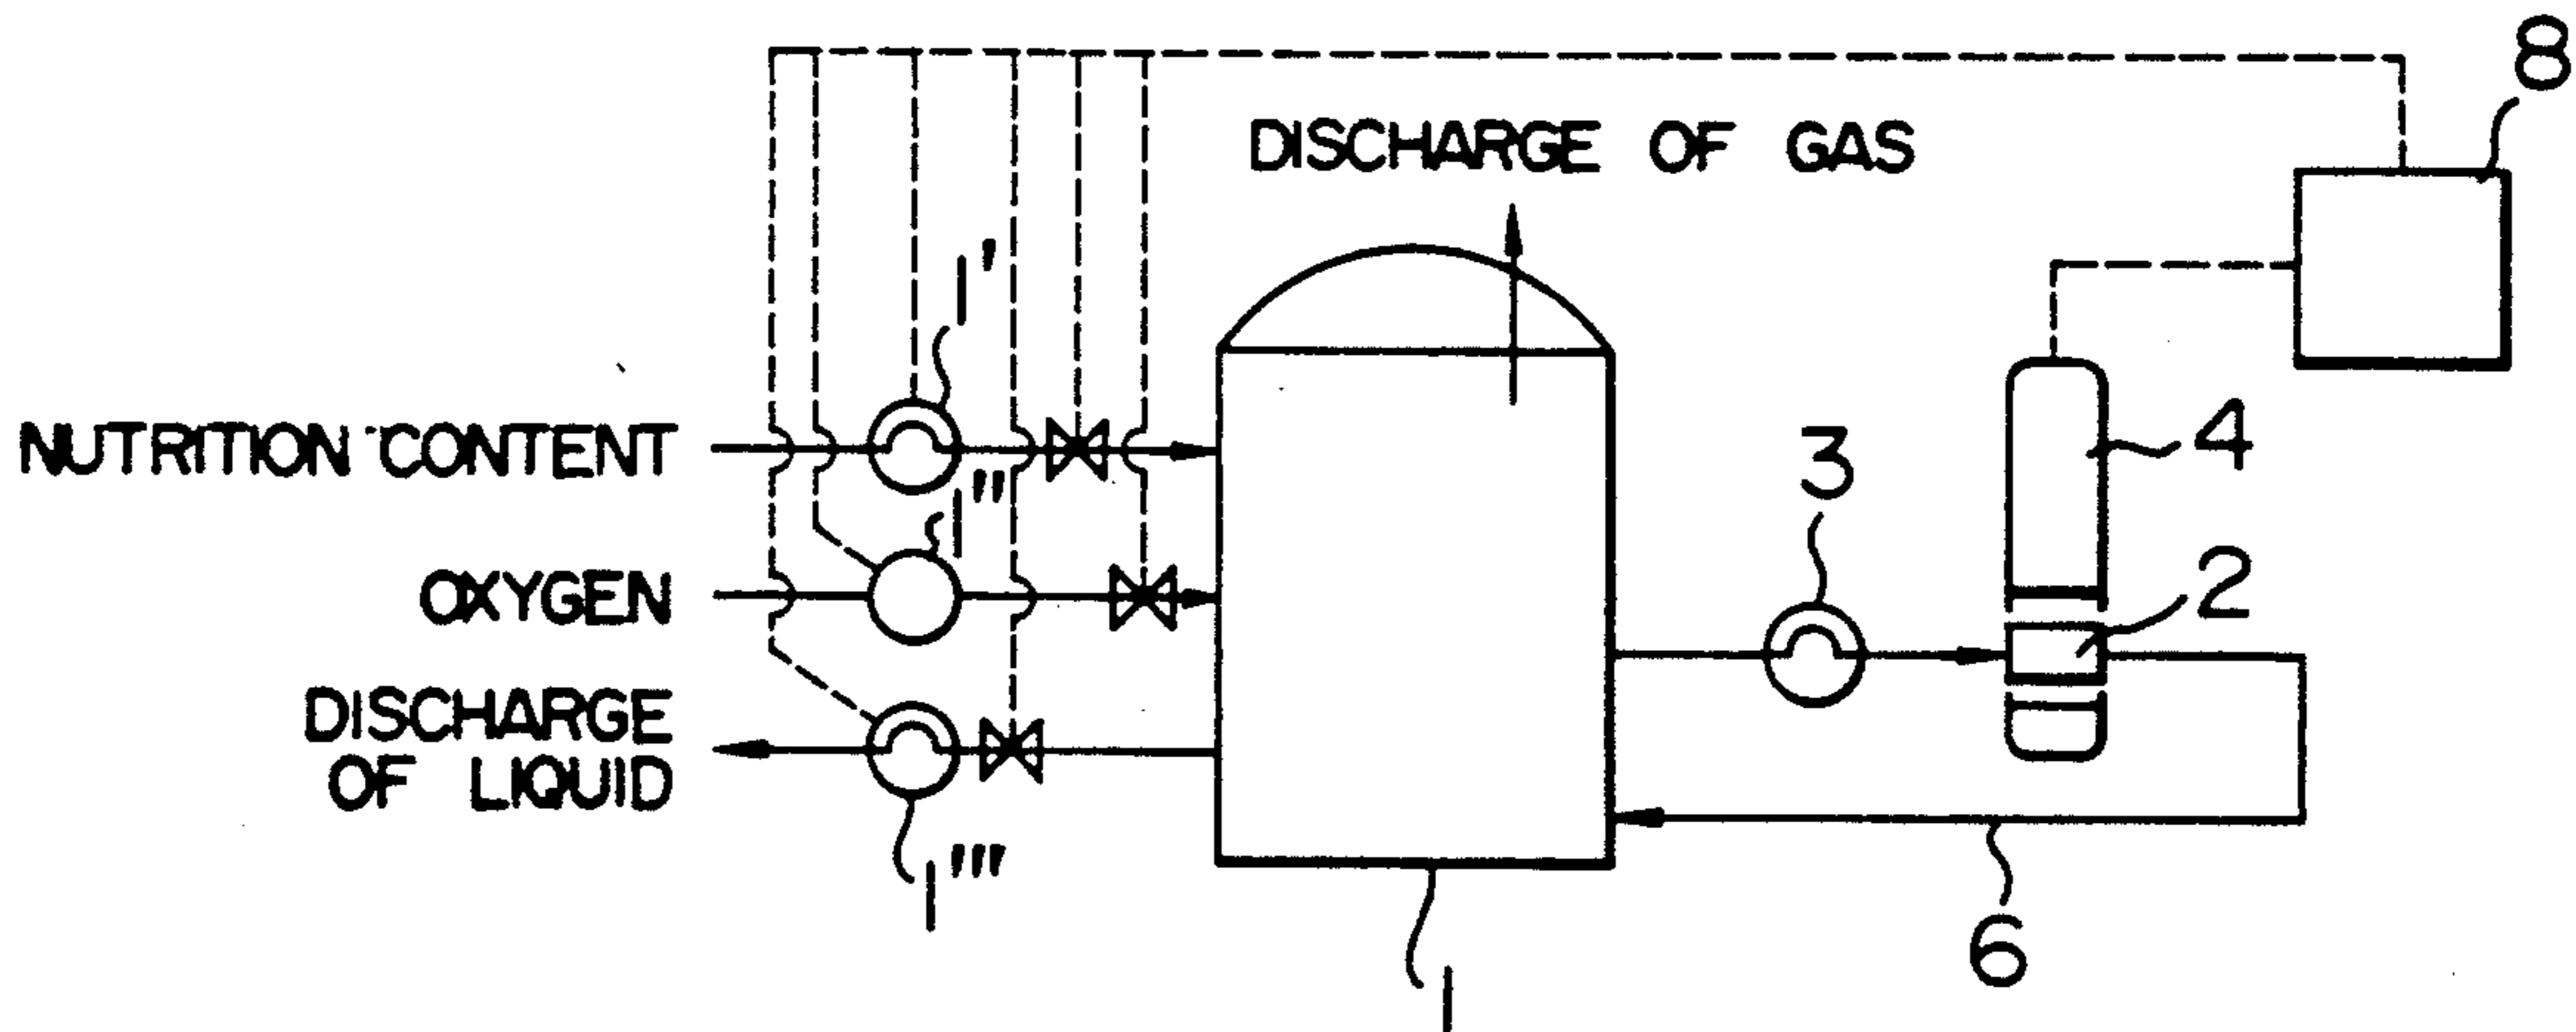 8
DISCHARGE OF GAS
1'
NUTRITION CONTENT
4
3
1"
OXYGEN
2
DISCHARGE
OF LIQUID
1'''
6
1